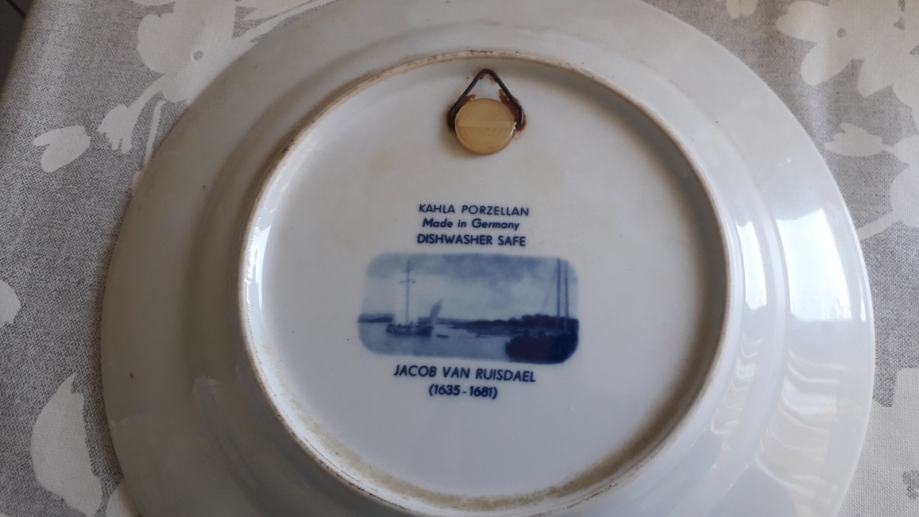 KAHLA PORZELLAN
Made in Germany
DISHWASHER SAFE
JACOB VAN RUISDAEL
(1635-1681)